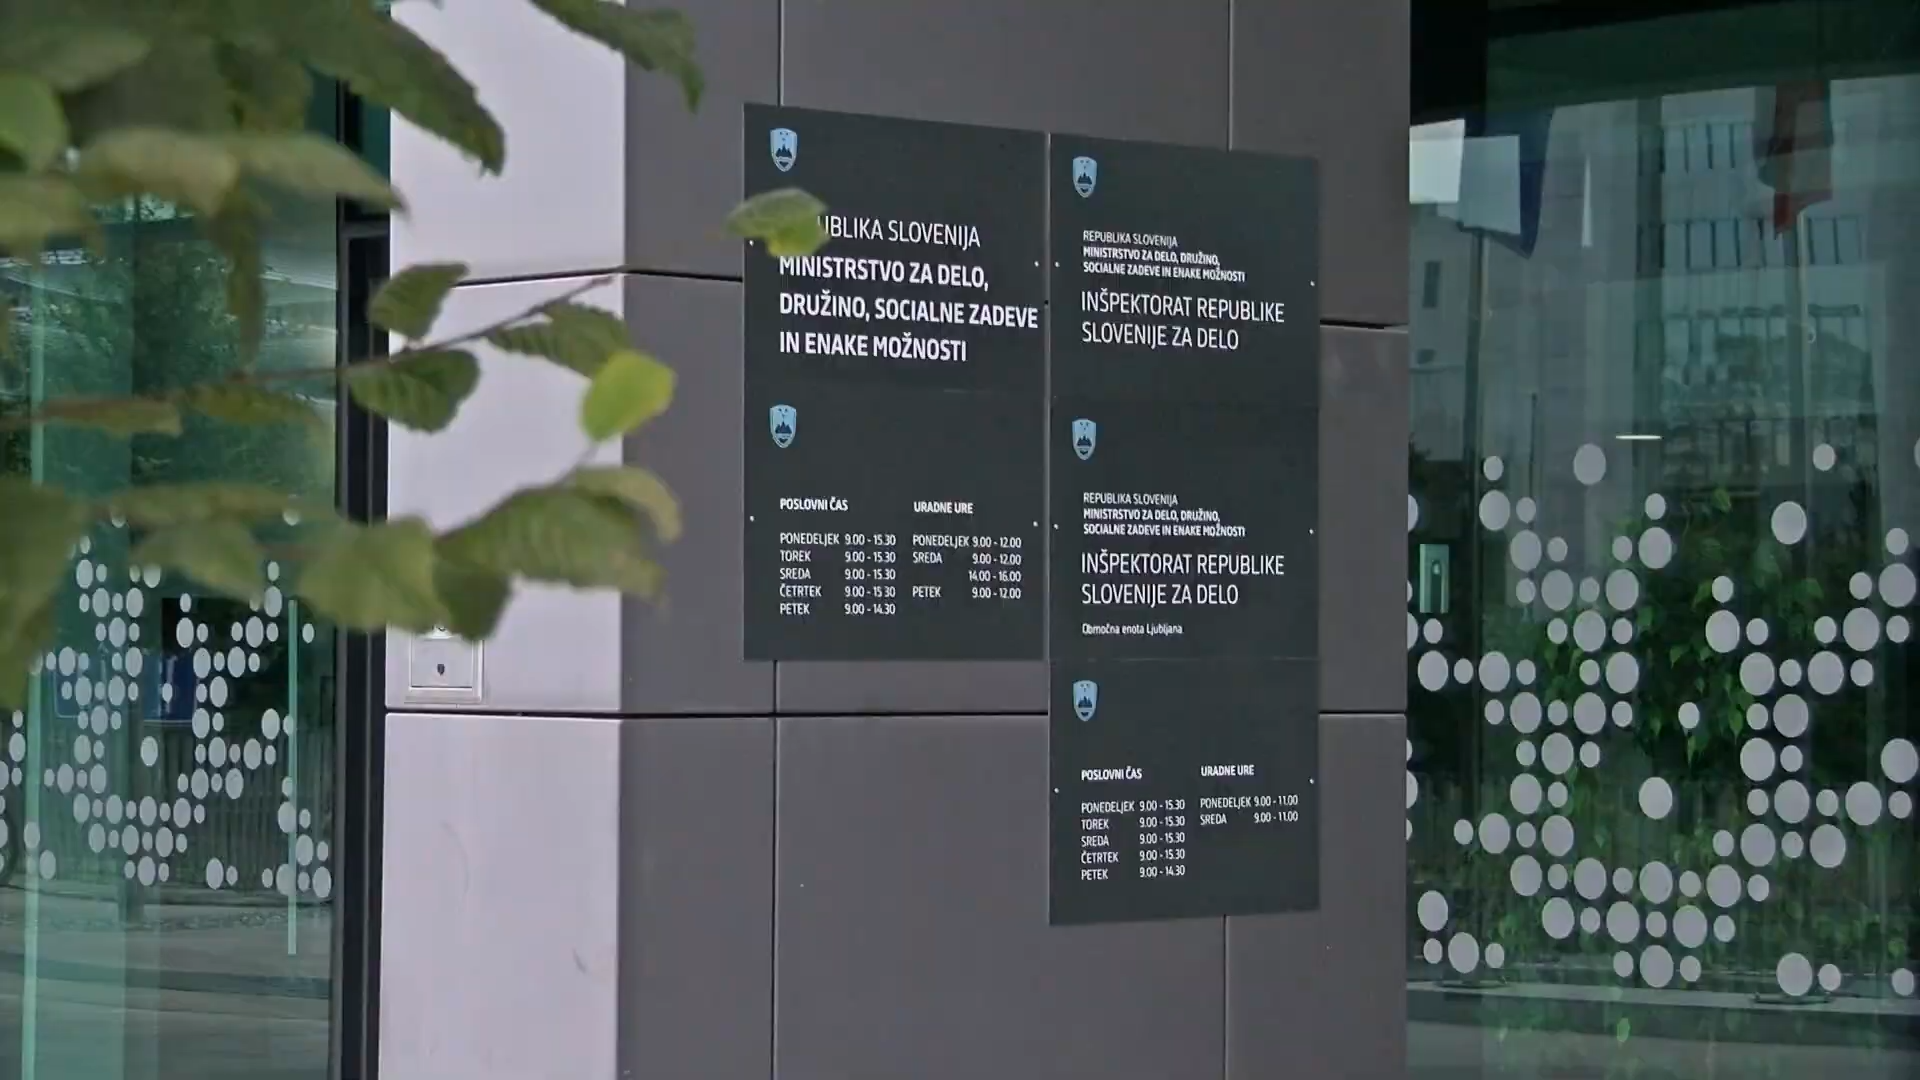 UBLIKA SLOVENIJA
MINISTRSTVO ZA DELO,
DRUŽINO, SOCIALNE ZADEVE
IN ENAKE MOŽNOSTI
POSLOVNI ČAS
PONEDELJEK 9.00 - 15.30
TOREK 9.00 - 15.30
SREDA 9.00 - 15.30
ČETRTEK 9.00 - 15.30
PETEK 9.00 - 14.30
URADNE URE
PONEDELJEK 9.00 - 12.00
SREDA 9.00 - 12.00
14.00 - 16.00
PETEK 9.00 - 12.00
REPUBLIKA SLOVENIJA
MINISTRSTVO ZA DELO, DRUŽINO,
SOCIALNE ZADEVE IN ENAKE MOŽNOSTI
INŠPEKTORAT REPUBLIKE
SLOVENIJE ZA DELO
REPUBLIKA SLOVENIJA
MINISTRSTVO ZA DELO, DRUŽINO,
SOCIALNE ZADEVE IN ENAKE MOŽNOSTI
INŠPEKTORAT REPUBLIKE
SLOVENIJE ZA DELO
Območna enota Ljubljana
POSLOVNI ČAS
PONEDELJEK 9.00 - 15.30
TOREK 9.00 - 15.30
SREDA 9.00 - 15.30
ČETRTEK 9.00 - 15.30
PETEK 9.00 - 14.30
URADNE URE
PONEDELJEK 9.00 - 11.00
SREDA 9.00 - 11.00